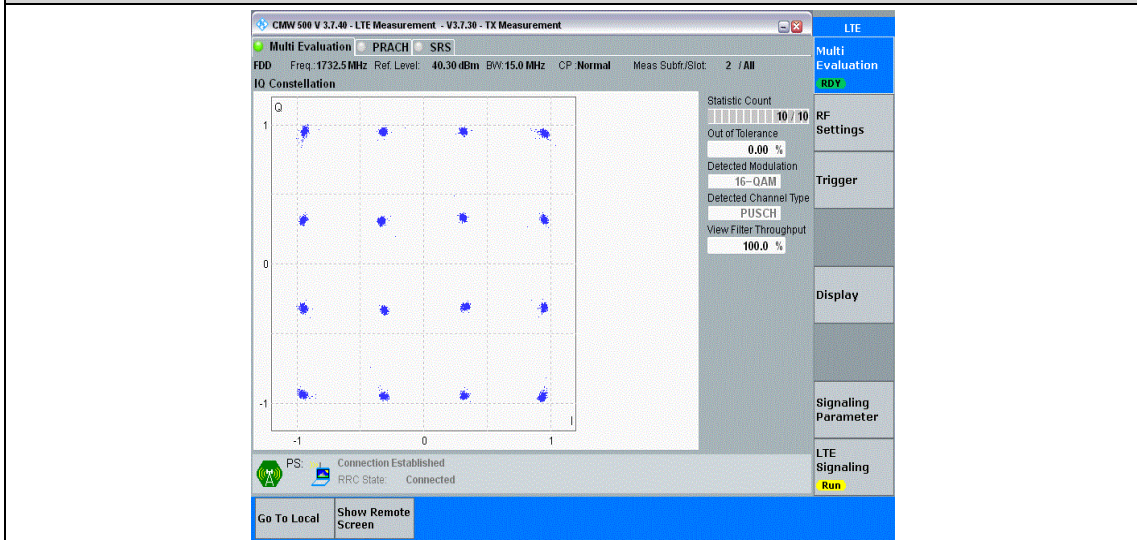 CMW 500 V 3.7.40 - LTE Measurement - V3.7.30 - TX Measurement
LTE
Multi Evaluation PRACH SRS
Multi
Evaluation
RDY
FDD Freq.:1732.5 MHz Ref. Level: 40.30 dBm BW:15.0 MHz CP :Normal Meas Subfr./Slot: 2 / All
IQ Constellation
Q
1
0
-1
-1 0 1
I
Statistic Count
10 / 10
Out of Tolerance
0.00 %
Detected Modulation
16-QAM
Detected Channel Type
PUSCH
View Filter Throughput
100.0 %
RF
Settings
Trigger
Display
Signaling
Parameter
LTE
Signaling
Run
PS: Connection Established
RRC State: Connected
Go To Local
Show Remote
Screen